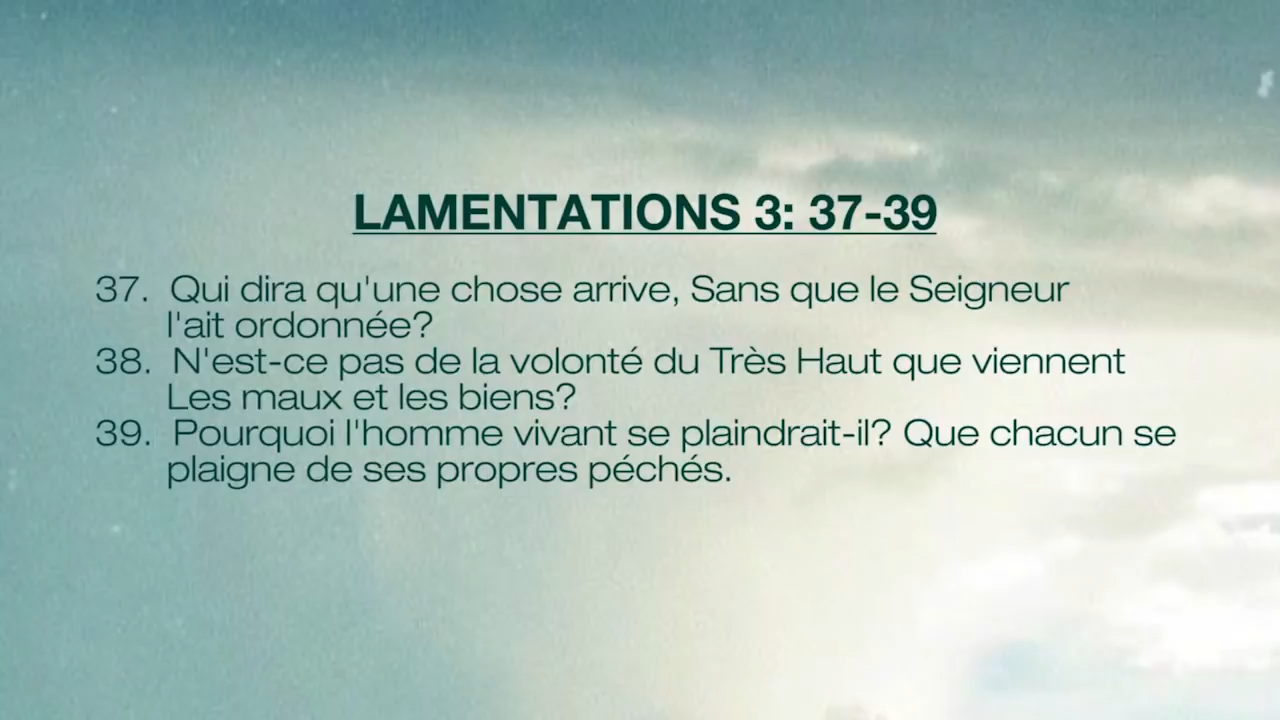 LAMENTATIONS 3: 37-39
37. Qui dira qu'une chose arrive, Sans que le Seigneur
l'ait ordonnée?
38. N'est-ce pas de la volonté du Très Haut que viennent
Les maux et les biens?
39. Pourquoi l'homme vivant se plaindrait-il? Que chacun se
plaigne de ses propres péchés.